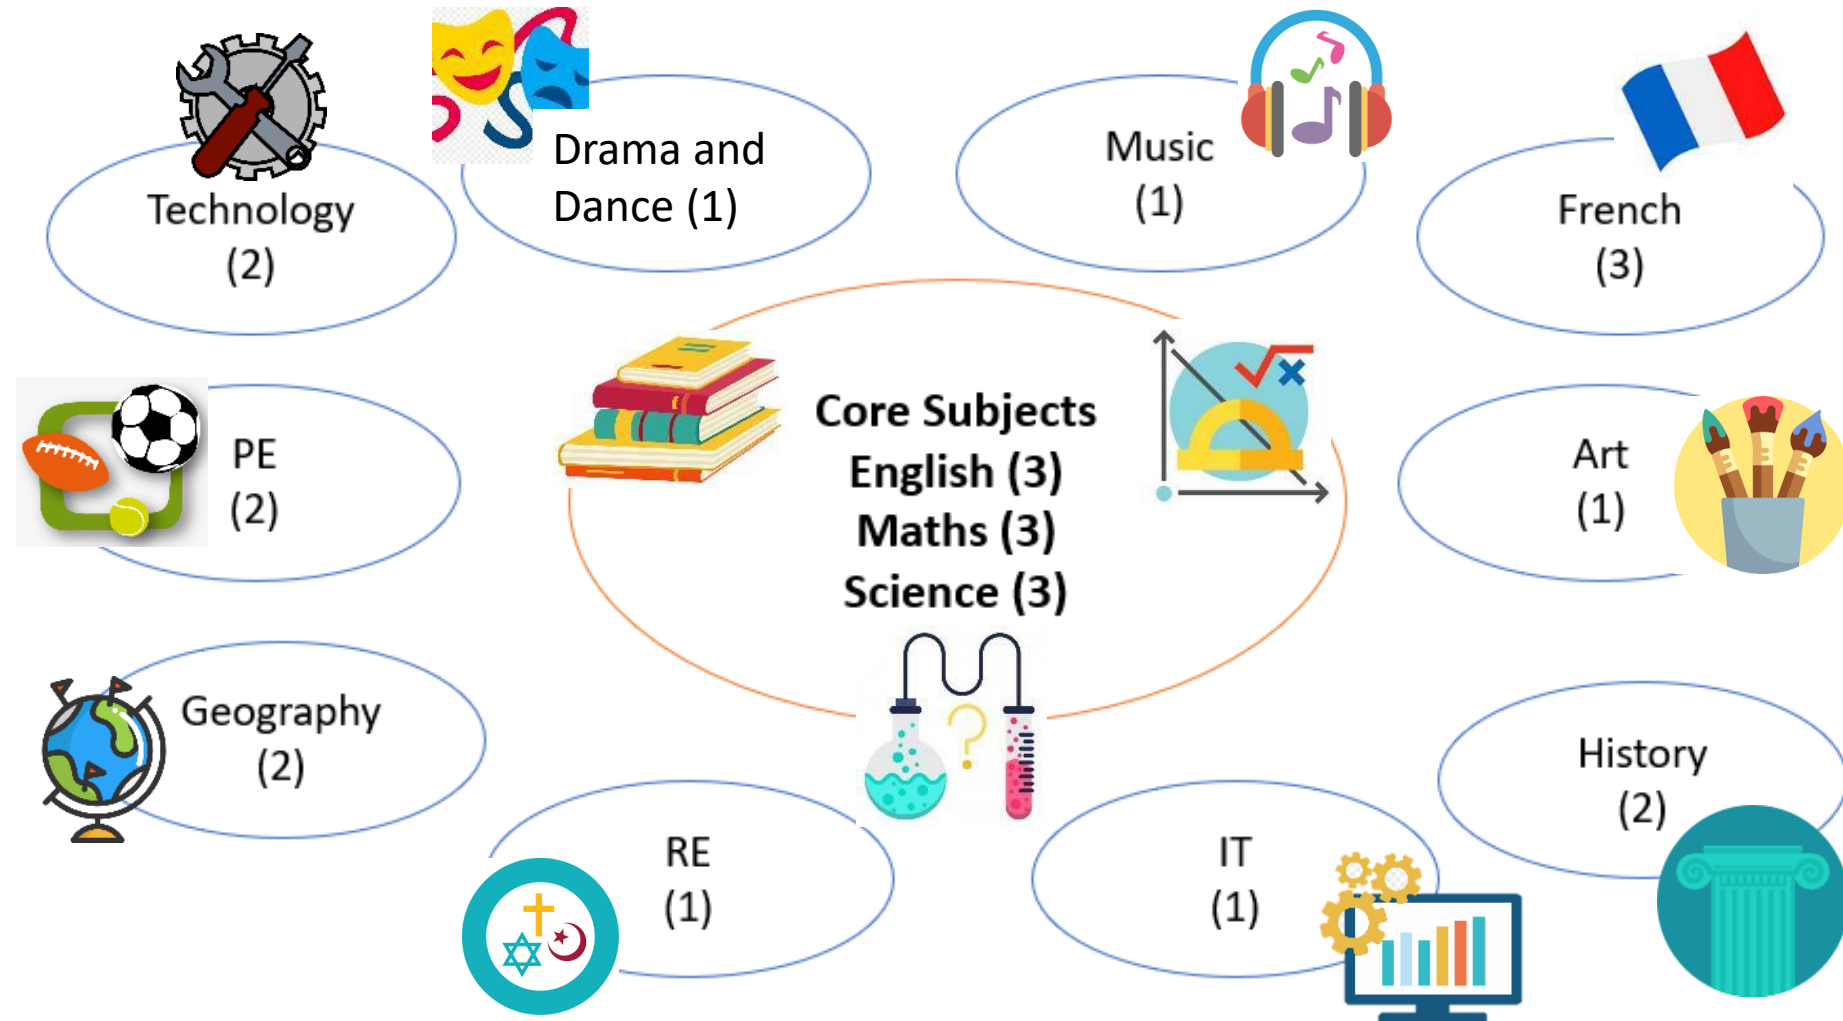 Technology
(2)
Drama and
Dance (1)
Music
(1)
French
(3)
PE
(2)
Core Subjects
English (3)
Maths (3)
Science (3)
Art
(1)
Geography
(2)
RE
(1)
IT
(1)
History
(2)